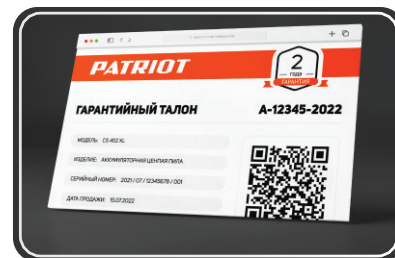 PATRIOT
2
ГОДА
ГАРАНТИЯ
ГАРАНТИЙНЫЙ ТАЛОН
А-12345-2022
МОДЕЛЬ: CS 402 XL
ИЗДЕЛИЕ: АККУМУЛЯТОРНАЯ ЦЕПНАЯ ПИЛА
СЕРИЙНЫЙ НОМЕР: 2021 / 07 / 12345678 / 001
ДАТА ПРОДАЖИ: 15.07.2022